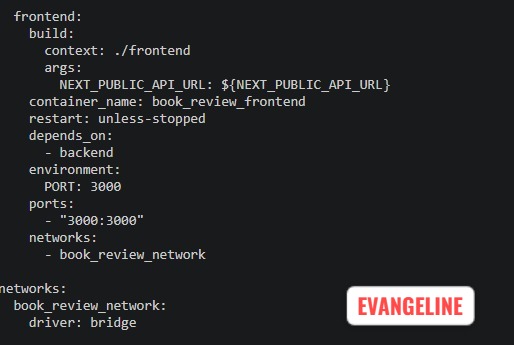 frontend:
    build:
      context: ./frontend
      args:
        NEXT_PUBLIC_API_URL: ${NEXT_PUBLIC_API_URL}
    container_name: book_review_frontend
    restart: unless-stopped
    depends_on:
      - backend
    environment:
      PORT: 3000
    ports:
      - "3000:3000"
    networks:
      - book_review_network

networks:
  book_review_network:
    driver: bridge
EVANGELINE